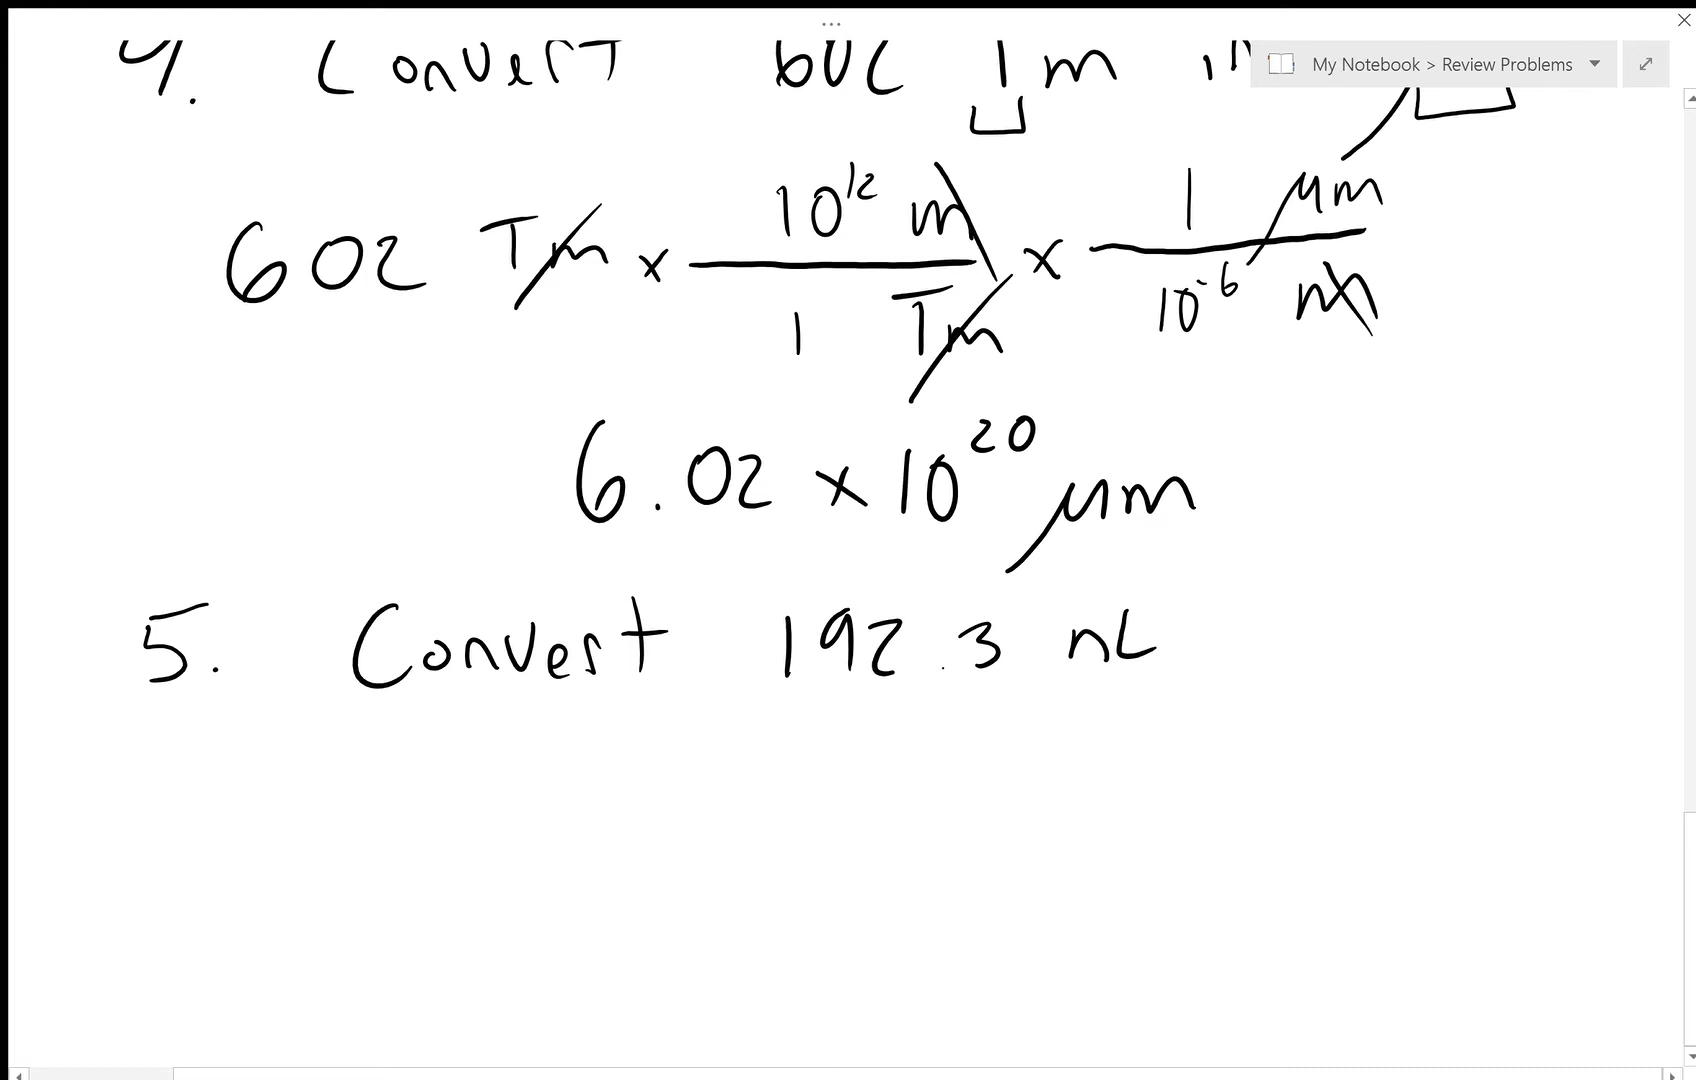 4. Convert 602 Tm in
My Notebook > Review Problems
602 Tm x 10¹² m / 1 Tm x 1 μm / 10⁻⁶ m
6.02 x 10²⁰ μm
5. Convert 192.3 nL